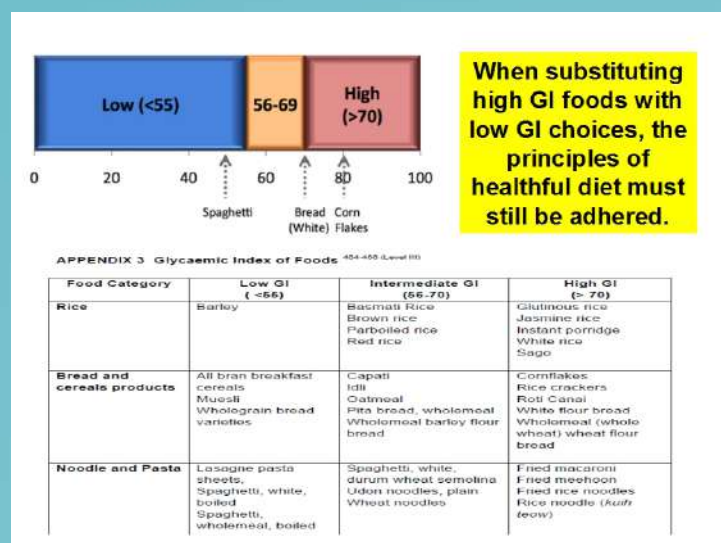 Low (<55)
56-69
High
(>70)
0 20 40 60 80 100
Spaghetti
Bread Corn
(White) Flakes
When substituting
high GI foods with
low GI choices, the
principles of
healthful diet must
still be adhered.
APPENDIX 3 Glycaemic Index of Foods 454-458 (Level III)
Food Category
Low GI
( <55)
Intermediate GI
(56-70)
High GI
(> 70)
Rice
Barley
Basmati Rice
Brown rice
Parboiled rice
Red rice
Glutinous rice
Jasmine rice
Instant porridge
White rice
Sago
Bread and
cereals products
All bran breakfast
cereals
Muesli
Wholegrain bread
varieties
Capati
Idli
Oatmeal
Pita bread, wholemeal
Wholemeal barley flour
bread
Cornflakes
Rice crackers
Roti Canai
White flour bread
Wholemeal (whole
wheat) wheat flour
bread
Noodle and Pasta
Lasagne pasta
sheets,
Spaghetti, white,
boiled
Spaghetti,
wholemeal, boiled
Spaghetti, white,
durum wheat semolina
Udon noodles, plain
Wheat noodles
Fried macaroni
Fried meehoon
Fried rice noodles
Rice noodle (kuih
teow)